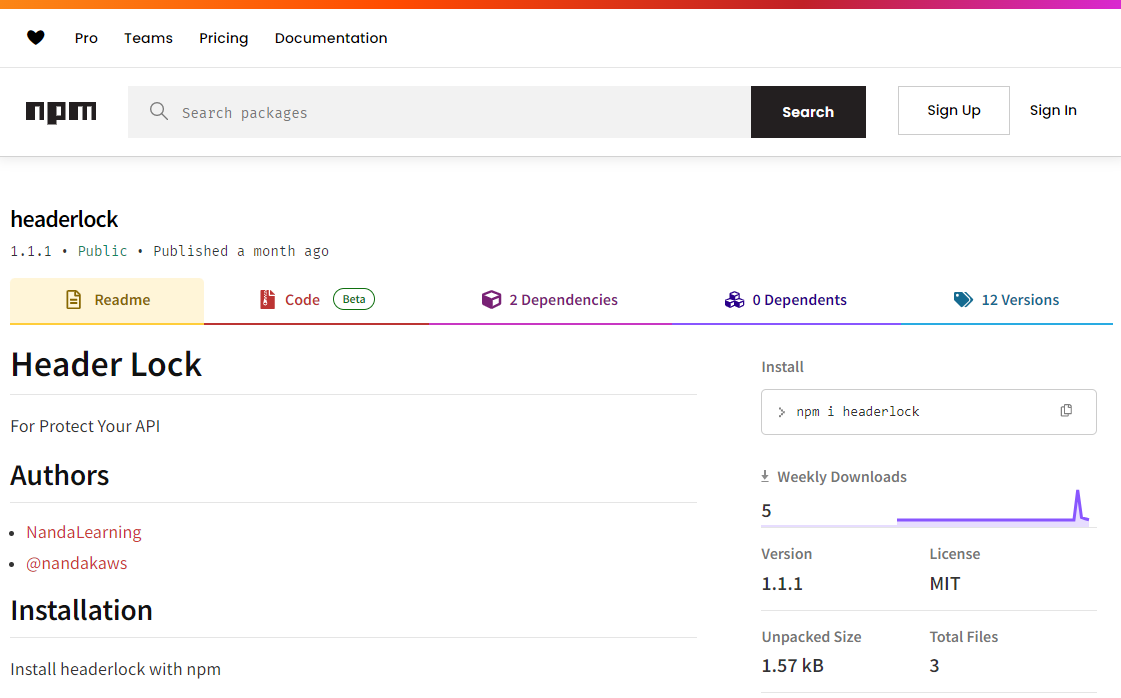 Pro Teams Pricing Documentation
npm Search packages Search Sign Up Sign In
headerlock
1.1.1 • Public • Published a month ago
Readme Code Beta 2 Dependencies 0 Dependents 12 Versions
Header Lock
For Protect Your API
Authors
• NandaLearning
• @nandakaws
Installation
Install headerlock with npm
Install
npm i headerlock
Weekly Downloads
5
Version License
1.1.1 MIT
Unpacked Size Total Files
1.57 kB 3